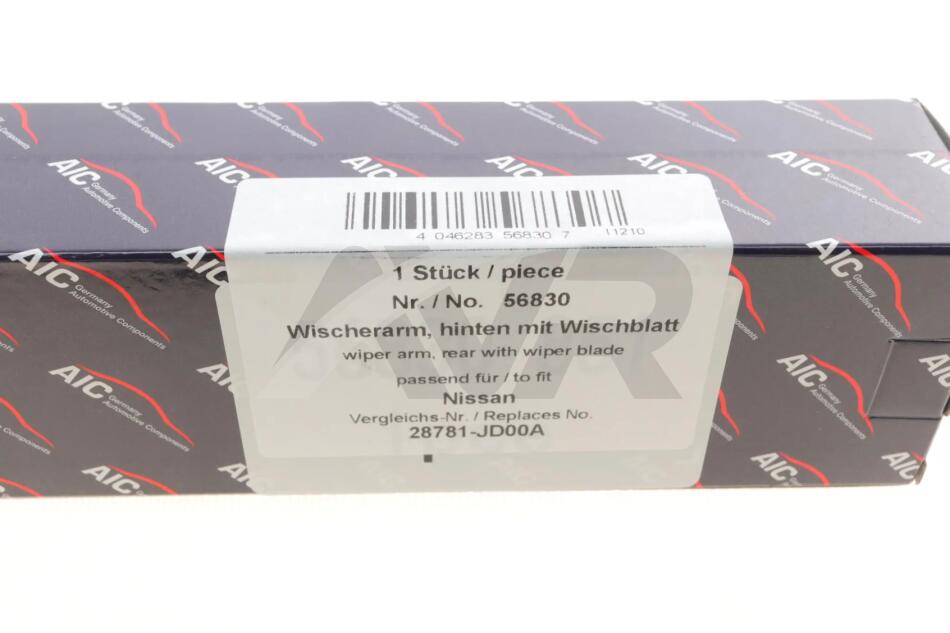 4 046283 56830 7
11210
1 Stück / piece
Nr. / No. 56830
Wischerarm, hinten mit Wischblatt
wiper arm, rear with wiper blade
passend für / to fit
Nissan
Vergleichs-Nr. / Replaces No.
28781-JD00A
AVR
AIC
Germany
Automotive Components